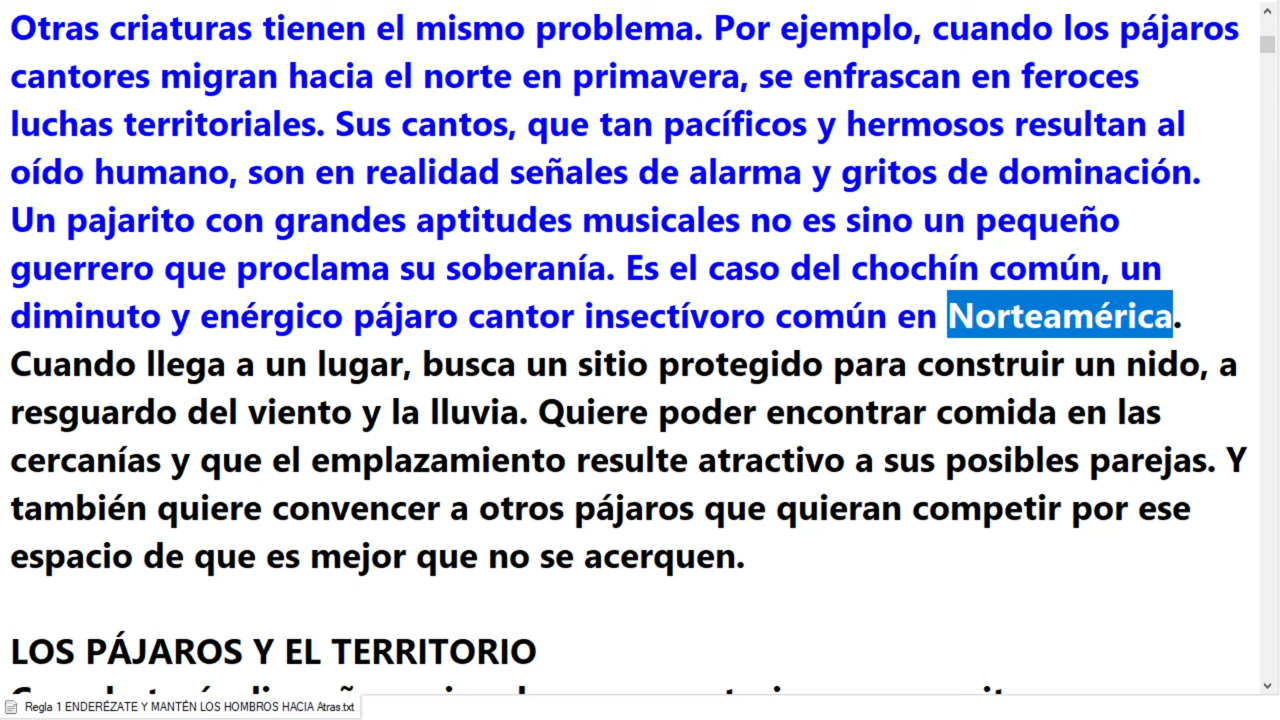 Otras criaturas tienen el mismo problema. Por ejemplo, cuando los pájaros
cantores migran hacia el norte en primavera, se enfrascan en feroces
luchas territoriales. Sus cantos, que tan pacíficos y hermosos resultan al
oído humano, son en realidad señales de alarma y gritos de dominación.
Un pajarito con grandes aptitudes musicales no es sino un pequeño
guerrero que proclama su soberanía. Es el caso del chochín común, un
diminuto y enérgico pájaro cantor insectívoro común en Norteamérica.
Cuando llega a un lugar, busca un sitio protegido para construir un nido, a
resguardo del viento y la lluvia. Quiere poder encontrar comida en las
cercanías y que el emplazamiento resulte atractivo a sus posibles parejas. Y
también quiere convencer a otros pájaros que quieran competir por ese
espacio de que es mejor que no se acerquen.
LOS PÁJAROS Y EL TERRITORIO
Regla 1 ENDERÉZATE Y MANTÉN LOS HOMBROS HACIA Atras.txt